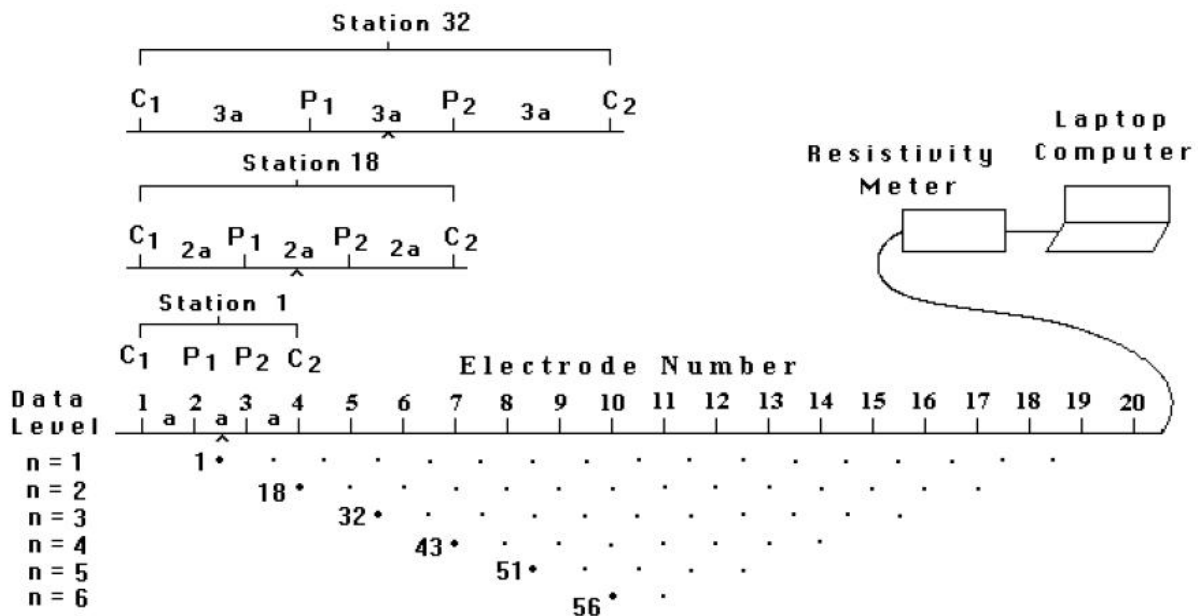 Station 32
C1 3a P1 3a P2 3a C2
Station 18
C1 2a P1 2a P2 2a C2
Station 1
C1 P1 P2 C2
Resistivity
Meter
Laptop
Computer
Electrode Number
Data
Level
1 2 3 4 5 6 7 8 9 10 11 12 13 14 15 16 17 18 19 20
a a a
n = 1 1
n = 2 18
n = 3 32
n = 4 43
n = 5 51
n = 6 56